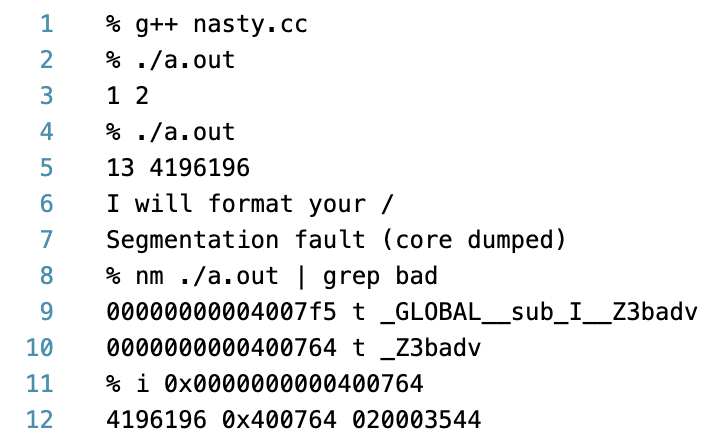 1 % g++ nasty.cc
2 % ./a.out
3 1 2
4 % ./a.out
5 13 4196196
6 I will format your /
7 Segmentation fault (core dumped)
8 % nm ./a.out | grep bad
9 00000000004007f5 t _GLOBAL__sub_I__Z3badv
10 0000000000400764 t _Z3badv
11 % i 0x0000000000400764
12 4196196 0x400764 020003544